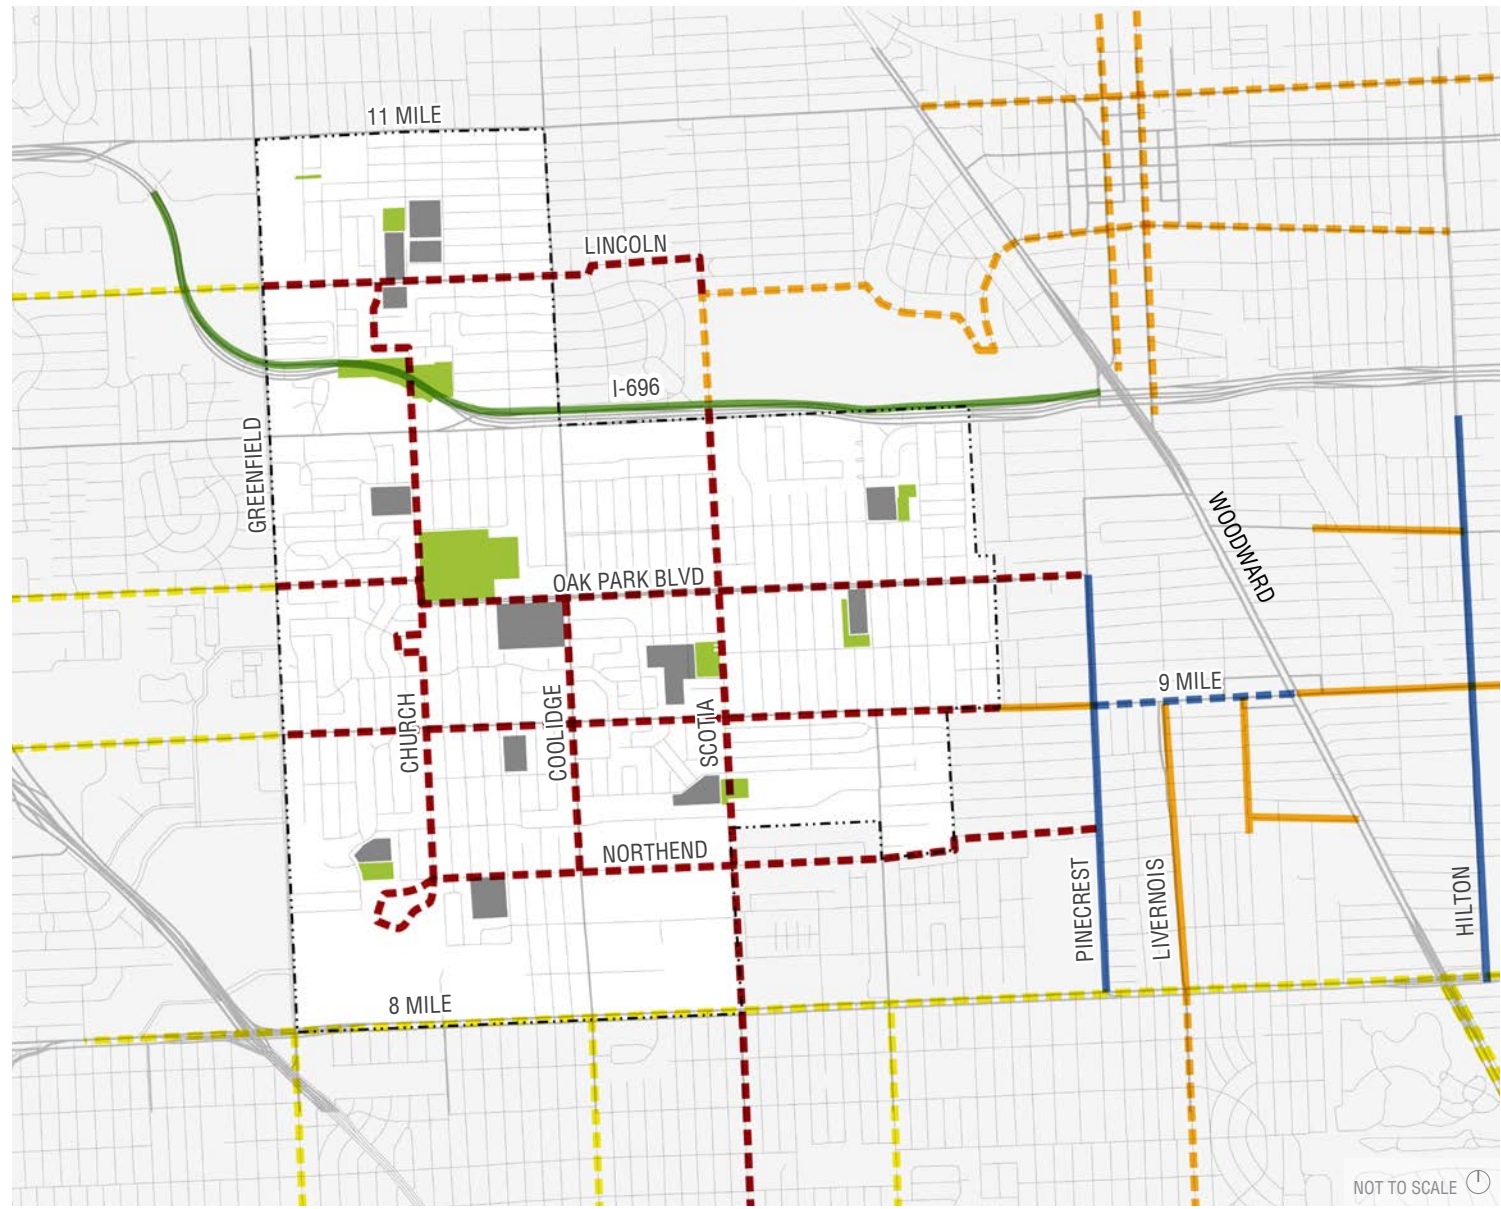 11 MILE
LINCOLN
I-696
GREENFIELD
WOODWARD
OAK PARK BLVD
9 MILE
CHURCH
COOLIDGE
SCOTIA
NORTHEND
PINECREST
LIVERNOIS
HILTON
8 MILE
NOT TO SCALE